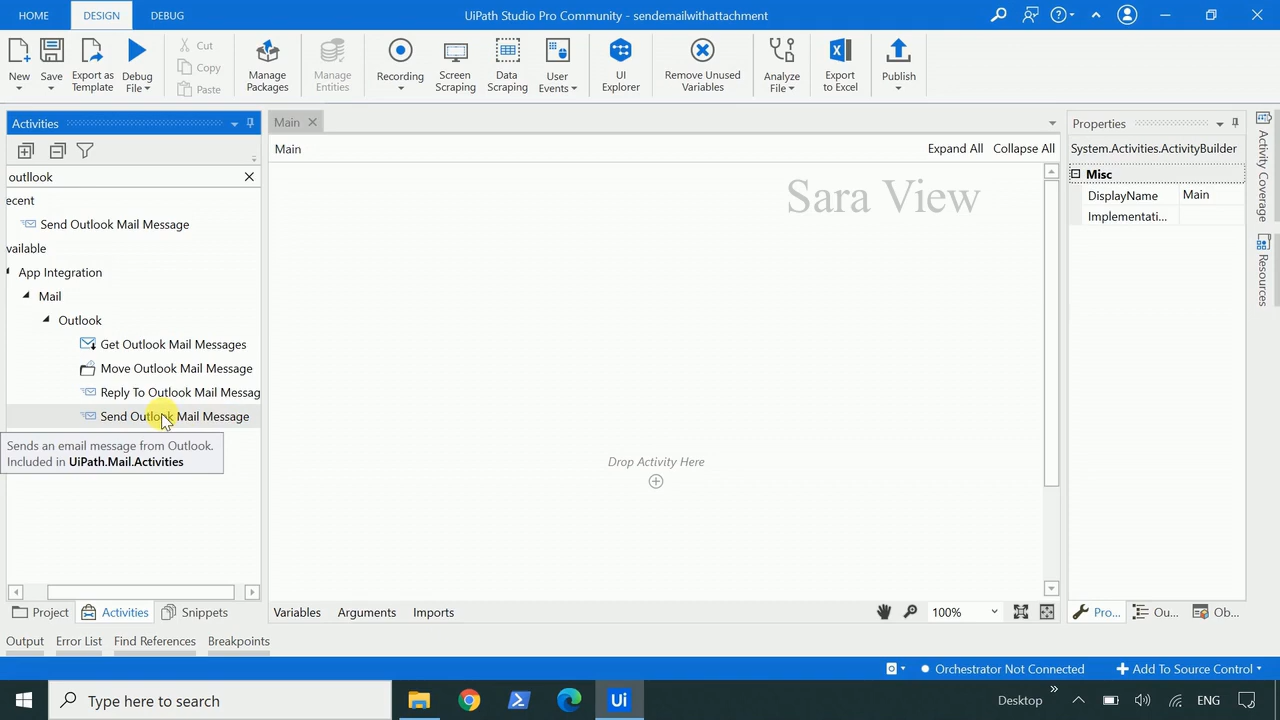 HOME DESIGN DEBUG UiPath Studio Pro Community - sendemailwithattachment
New Save Export as Template Debug File Cut Copy Paste Manage Packages Manage Entities Recording Screen Scraping Data Scraping User Events UI Explorer Remove Unused Variables Analyze File Export to Excel Publish
Activities
outllook
ecent
Send Outlook Mail Message
vailable
App Integration
Mail
Outlook
Get Outlook Mail Messages
Move Outlook Mail Message
Reply To Outlook Mail Messag
Send Outlook Mail Message
Sends an email message from Outlook.
Included in UiPath.Mail.Activities
Project Activities Snippets
Main
Main Expand All Collapse All
Sara View
Drop Activity Here
Variables Arguments Imports 100%
Properties
System.Activities.ActivityBuilder
Misc
DisplayName Main
Implementati...
Pro... Ou... Ob...
Activity Coverage
Resources
Output Error List Find References Breakpoints
Orchestrator Not Connected Add To Source Control
Type here to search Ui Desktop ENG